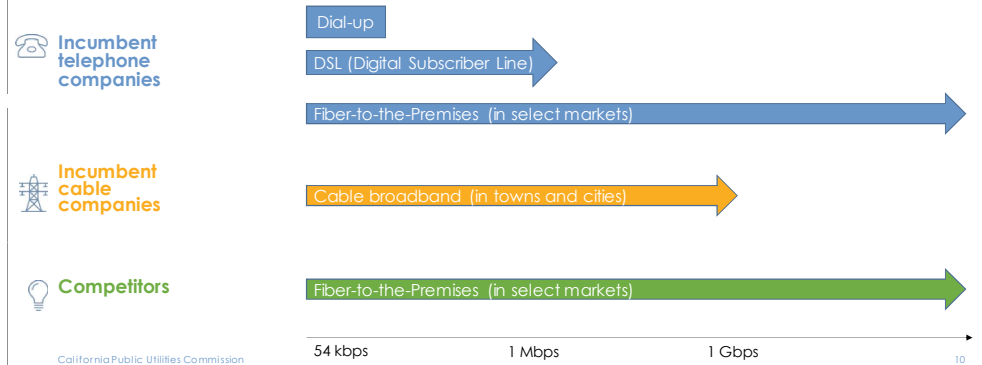 Incumbent
telephone
companies
Dial-up
DSL (Digital Subscriber Line)
Fiber-to-the-Premises (in select markets)
Incumbent
cable
companies
Cable broadband (in towns and cities)
Competitors
Fiber-to-the-Premises (in select markets)
54 kbps
1 Mbps
1 Gbps
California Public Utilities Commission
10